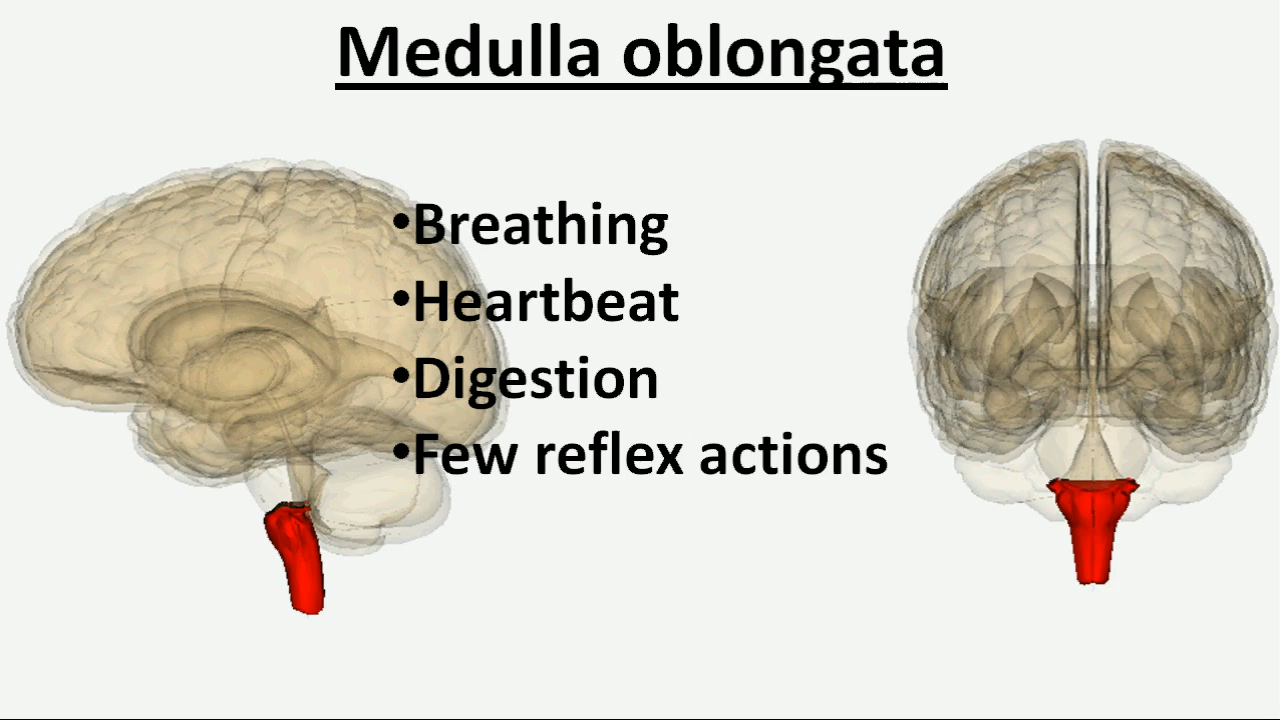 Medulla oblongata
•Breathing
•Heartbeat
•Digestion
•Few reflex actions